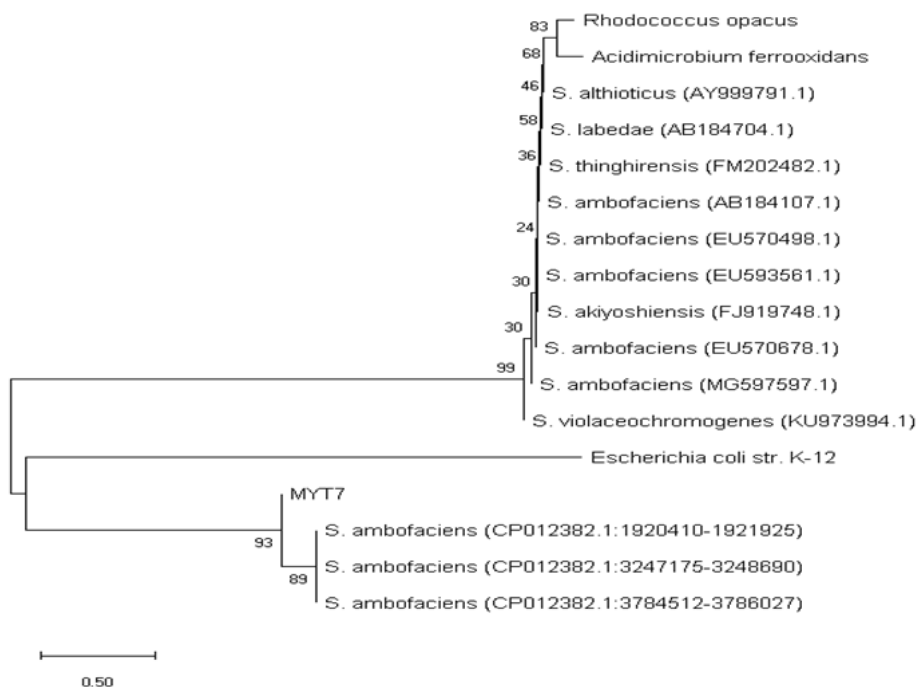 83
Rhodococcus opacus
68
Acidimicrobium ferrooxidans
46
S. althioticus (AY999791.1)
58
S. labedae (AB184704.1)
36
S. thinghirensis (FM202482.1)
S. ambofaciens (AB184107.1)
24
S. ambofaciens (EU570498.1)
30
S. ambofaciens (EU593561.1)
S. akiyoshiensis (FJ919748.1)
30
S. ambofaciens (EU570678.1)
99
S. ambofaciens (MG597597.1)
S. violaceochromogenes (KU973994.1)
Escherichia coli str. K-12
MYT7
S. ambofaciens (CP012382.1:1920410-1921925)
93
S. ambofaciens (CP012382.1:3247175-3248690)
89
S. ambofaciens (CP012382.1:3784512-3786027)
0.50